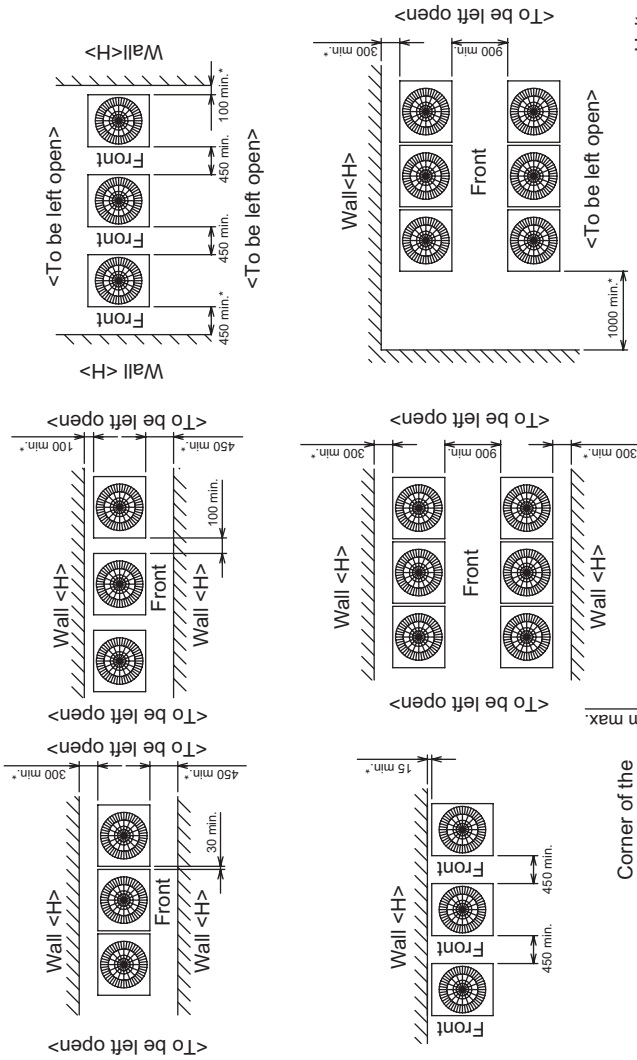 <To be left open>
Wall <H>
Front
Wall <H>
300 min.*
450 min.*
30 min.
<To be left open>
<To be left open>
Wall <H>
Front
Wall <H>
100 min.*
450 min.*
100 min.
<To be left open>
Wall <H>
<To be left open>
Front
Front
Front
450 min.*
450 min.
450 min.
100 min.*
<To be left open>
Wall<H>
Wall <H>
15 min.*
Front
Front
Front
450 min.
450 min.
Corner of the
max.
<To be left open>
Wall <H>
Front
Wall <H>
300 min.*
900 min.
300 min.*
<To be left open>
Wall<H>
300 min.*
900 min.
Front
1000 min.*
<To be left open>
<To be left open>